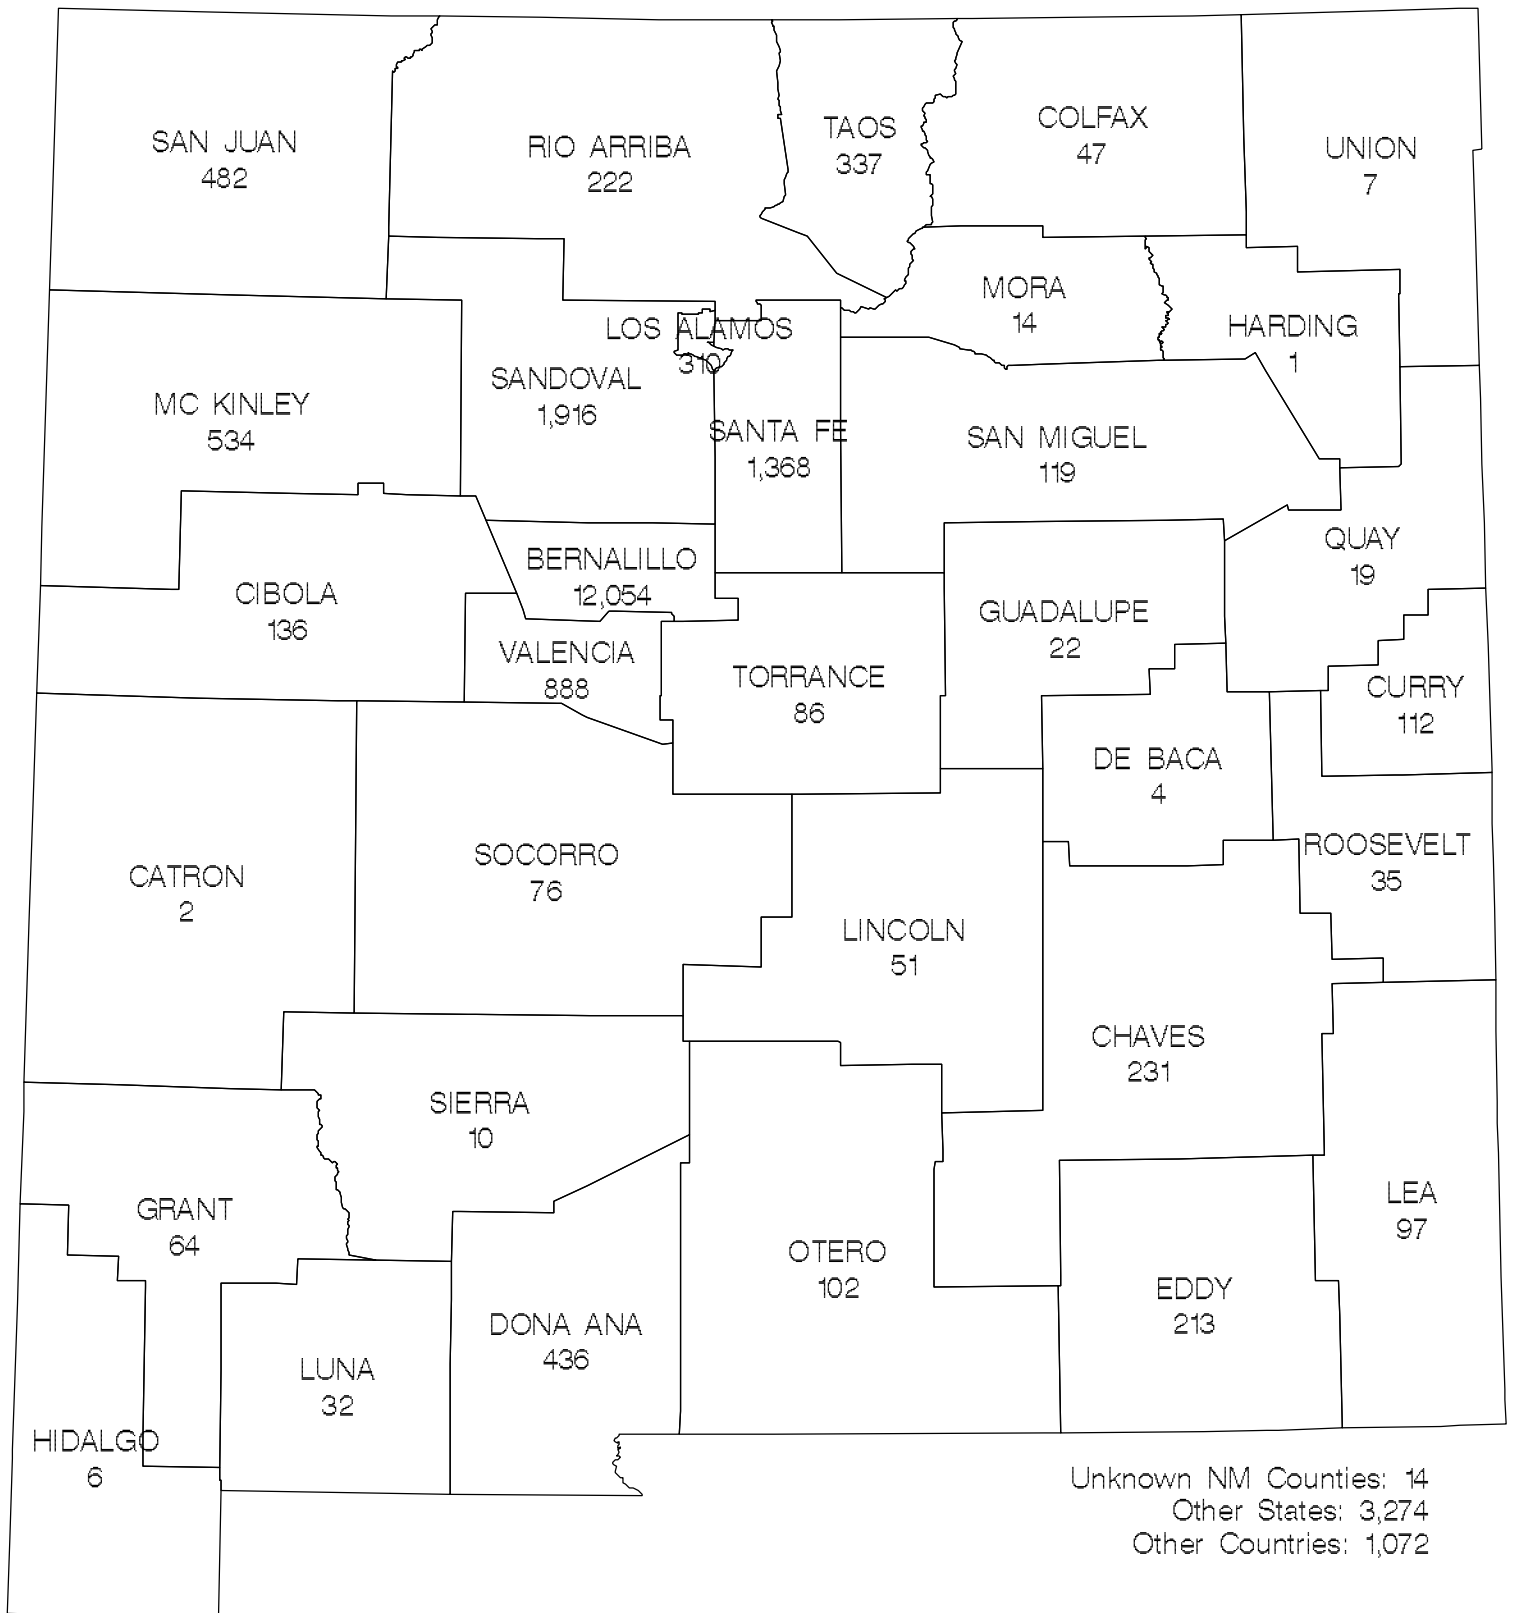 SAN JUAN
482
RIO ARRIBA
222
TAOS
337
COLFAX
47
UNION
7
MORA
14
HARDING
1
LOS ALAMOS
310
SANDOVAL
1,916
MC KINLEY
534
SANTA FE
1,368
SAN MIGUEL
119
QUAY
19
BERNALILLO
12,054
CIBOLA
136
GUADALUPE
22
VALENCIA
888
TORRANCE
86
CURRY
112
DE BACA
4
ROOSEVELT
35
SOCORRO
76
CATRON
2
LINCOLN
51
CHAVES
231
SIERRA
10
GRANT
64
LEA
97
OTERO
102
EDDY
213
DONA ANA
436
LUNA
32
HIDALGO
6
Unknown NM Counties: 14
Other States: 3,274
Other Countries: 1,072